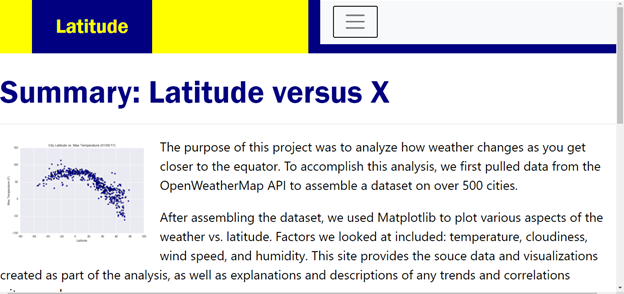 Latitude
Summary: Latitude versus X
City Latitude vs. Max Temperature
Latitude
The purpose of this project was to analyze how weather changes as you get
closer to the equator. To accomplish this analysis, we first pulled data from the
OpenWeatherMap API to assemble a dataset on over 500 cities.
After assembling the dataset, we used Matplotlib to plot various aspects of the
weather vs. latitude. Factors we looked at included: temperature, cloudiness,
wind speed, and humidity. This site provides the souce data and visualizations
created as part of the analysis, as well as explanations and descriptions of any trends and correlations